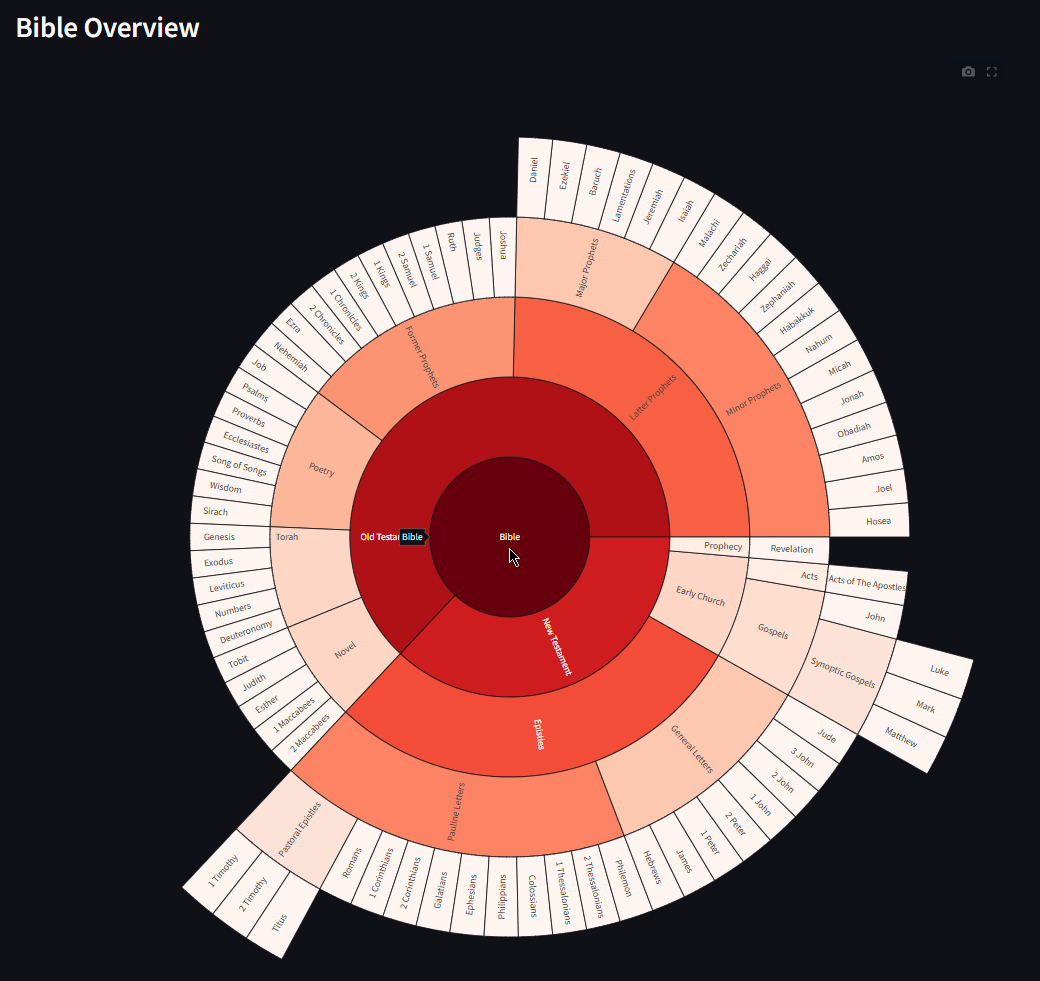 Bible Overview
Bible
Bible
Old Testa
New Testament
Latter Prophets
Major Prophets
Daniel
Ezekiel
Baruch
Lamentations
Jeremiah
Isaiah
Minor Prophets
Malachi
Zechariah
Haggai
Zephaniah
Habakkuk
Nahum
Micah
Jonah
Obadiah
Amos
Joel
Hosea
Former Prophets
Joshua
Judges
Ruth
1 Samuel
2 Samuel
1 Kings
2 Kings
1 Chronicles
2 Chronicles
Ezra
Nehemiah
Poetry
Job
Psalms
Proverbs
Ecclesiastes
Song of Songs
Wisdom
Sirach
Torah
Genesis
Exodus
Leviticus
Numbers
Deuteronomy
Novel
Tobit
Judith
Esther
1 Maccabees
2 Maccabees
Prophecy
Revelation
Early Church
Acts
Acts of The Apostles
Gospels
John
Synoptic Gospels
Luke
Mark
Matthew
Epistles
General Letters
Jude
3 John
2 John
1 John
2 Peter
1 Peter
James
Hebrews
Pauline Letters
Philemon
2 Thessalonians
1 Thessalonians
Colossians
Philippians
Ephesians
Galatians
2 Corinthians
1 Corinthians
Romans
Pastoral Epistles
1 Timothy
2 Timothy
Titus